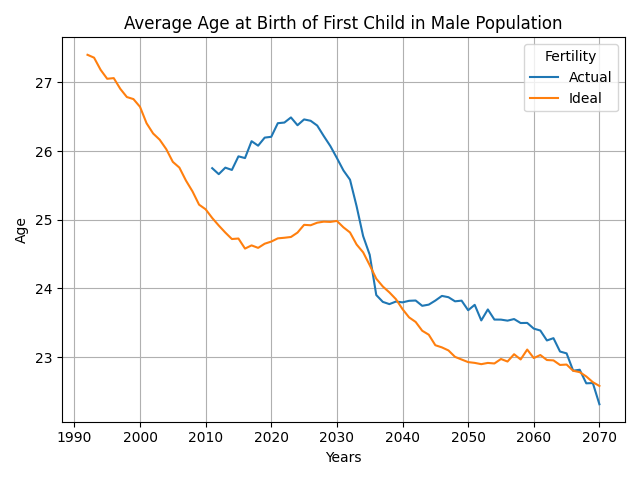 Average Age at Birth of First Child in Male Population
Fertility
Actual
Ideal
Age
27
26
25
24
23
1990
2000
2010
2020
2030
2040
2050
2060
2070
Years